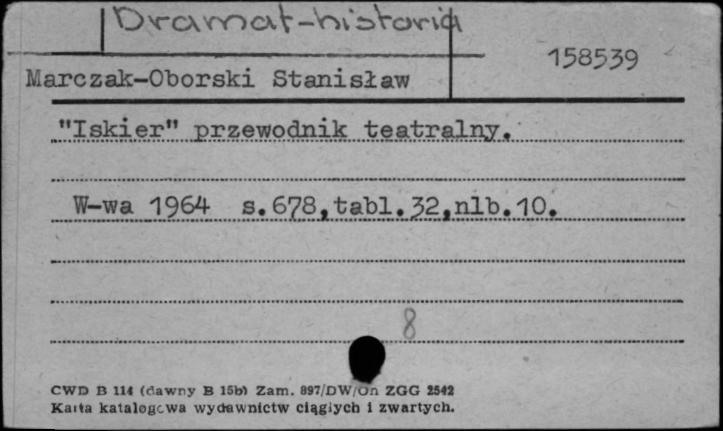 Dramat-historia
158539
Marczak-Oborski Stanisław
"Iskier" przewodnik teatralny.
W-wa 1964 s.678,tabl.32,nlb.10.
8
CWD B 114 (dawny B 15b) Zam. 897/DW/On ZGG 2542
Karta katalogowa wydawnictw ciągłych i zwartych.